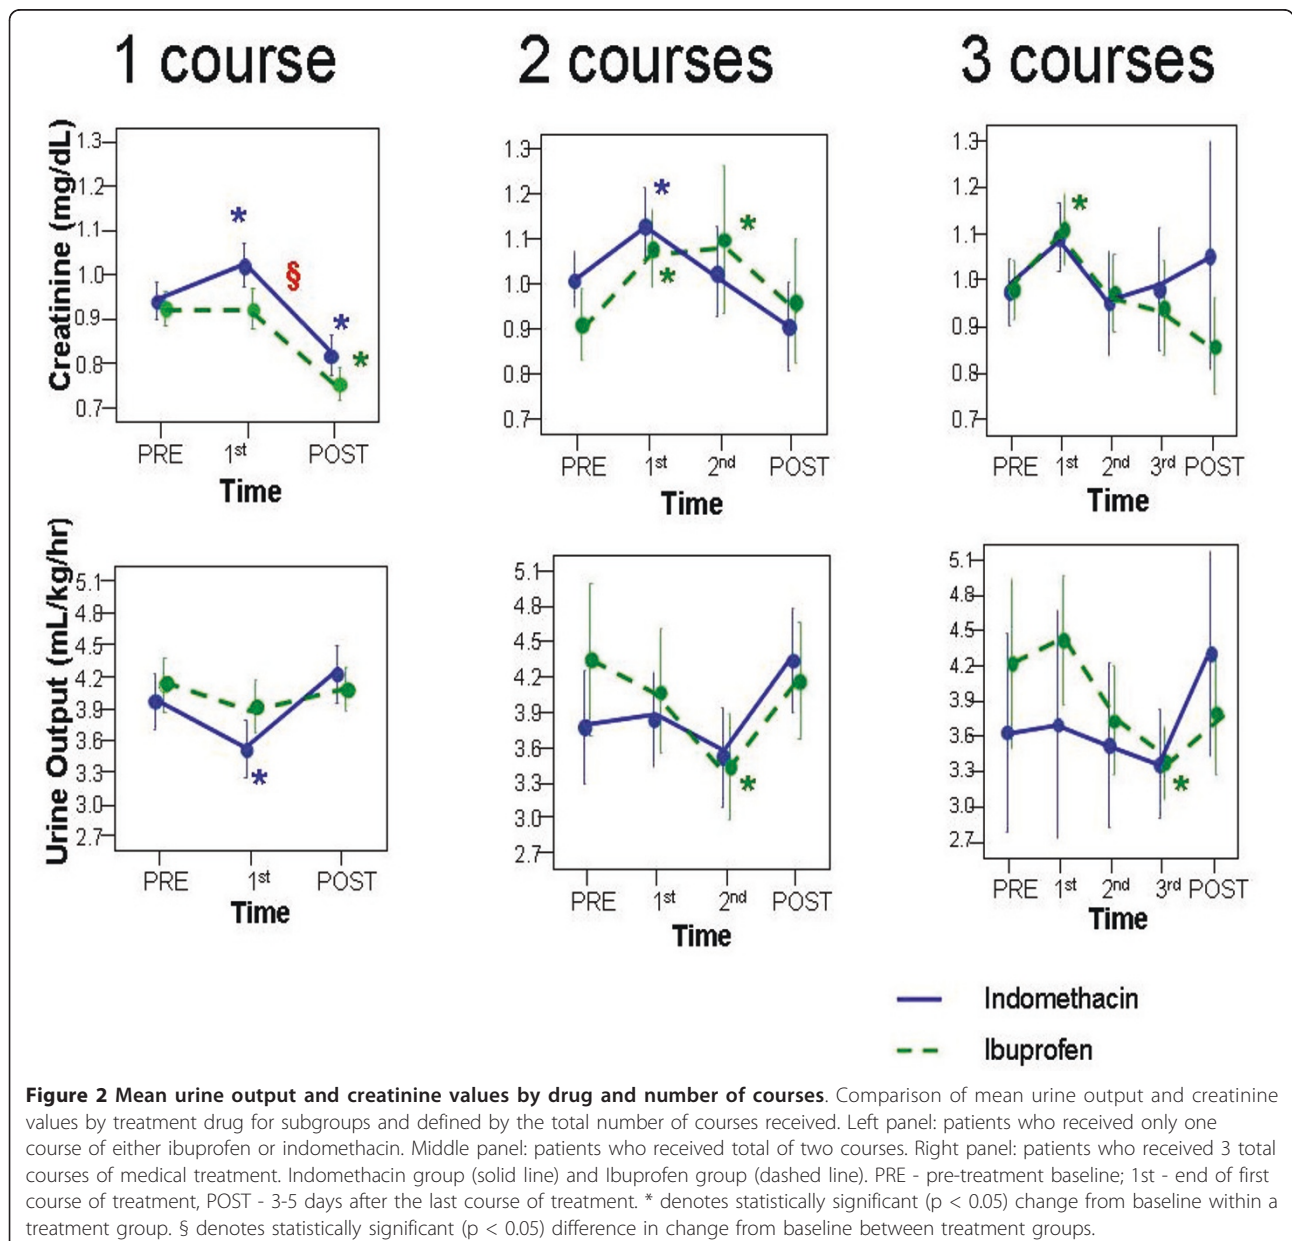 1 course
2 courses
3 courses
Creatinine (mg/dL)
1.3
1.2
1.1
1.0
0.9
0.8
0.7
PRE 1st POST
Time
1.3
1.2
1.1
1.0
0.9
0.8
0.7
PRE 1st 2nd POST
Time
1.3
1.2
1.1
1.0
0.9
0.8
0.7
PRE 1st 2nd 3rd POST
Time
* § * *
* * *
*
Urine Output (mL/kg/hr)
5.1
4.8
4.5
4.2
3.9
3.6
3.3
3.0
2.7
PRE 1st POST
Time
5.1
4.8
4.5
4.2
3.9
3.6
3.3
3.0
2.7
PRE 1st 2nd POST
Time
5.1
4.8
4.5
4.2
3.9
3.6
3.3
3.0
2.7
PRE 1st 2nd 3rd POST
Time
*
*
*
Indomethacin
Ibuprofen
Figure 2 Mean urine output and creatinine values by drug and number of courses. Comparison of mean urine output and creatinine
values by treatment drug for subgroups and defined by the total number of courses received. Left panel: patients who received only one
course of either ibuprofen or indomethacin. Middle panel: patients who received total of two courses. Right panel: patients who received 3 total
courses of medical treatment. Indomethacin group (solid line) and Ibuprofen group (dashed line). PRE - pre-treatment baseline; 1st - end of first
course of treatment, POST - 3-5 days after the last course of treatment. * denotes statistically significant (p < 0.05) change from baseline within a
treatment group. § denotes statistically significant (p < 0.05) difference in change from baseline between treatment groups.